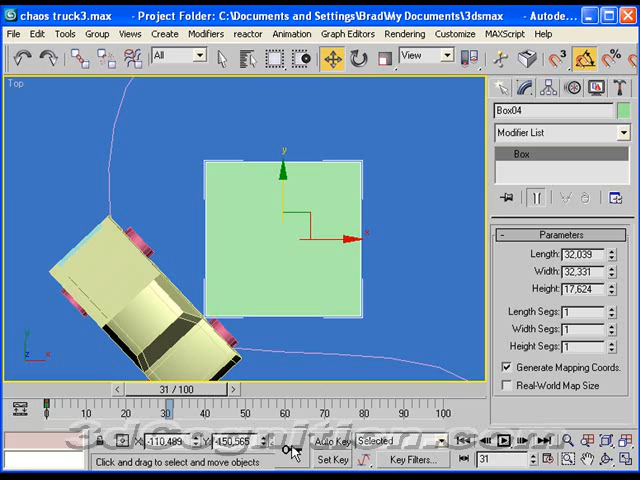 chaos truck3.max - Project Folder: C:\Documents and Settings\Brad\My Documents\3dsmax - Autode...
File Edit Tools Group Views Create Modifiers reactor Animation Graph Editors Rendering Customize MAXScript Help
All View 3 %
Top
y
x
y
z x
Box04
Modifier List
Box
- Parameters
Length: 32,039
Width: 32,331
Height: 17,624
Length Segs: 1
Width Segs: 1
Height Segs: 1
Generate Mapping Coords.
Real-World Map Size
< 31 / 100 >
0 10 20 30 40 50 60 70 80 90 100
X: -110,489 Y: -150,565 Auto Key Selected
3dCognition.com
Click and drag to select and move objects Set Key Key Filters... 31